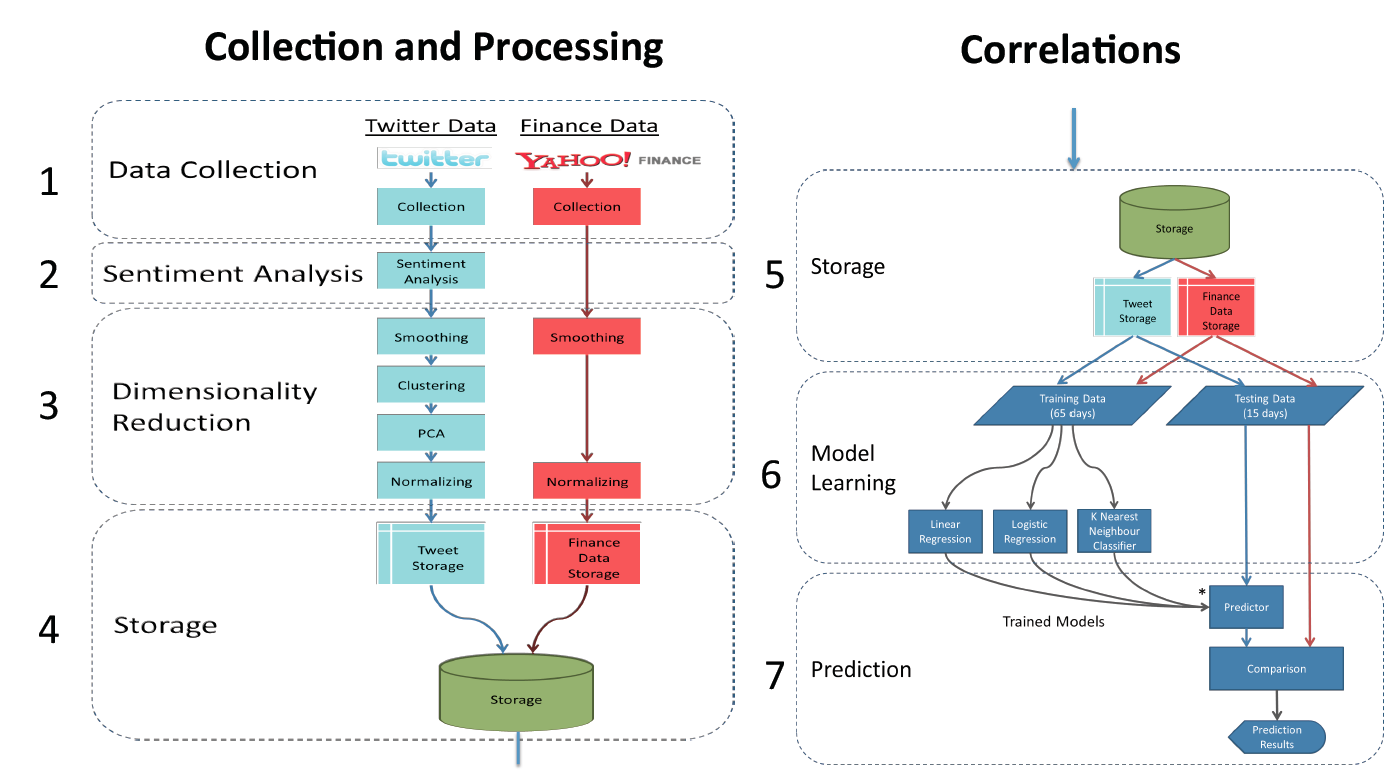 Collection and Processing
Correlations
1
Data Collection
Twitter Data
Finance Data
twitter
YAHOO! FINANCE
Collection
Collection
2
Sentiment Analysis
Sentiment
Analysis
3
Dimensionality
Reduction
Smoothing
Smoothing
Clustering
PCA
Normalizing
Normalizing
4
Storage
Tweet
Storage
Finance
Data
Storage
Storage
5
Storage
Storage
Tweet
Storage
Finance
Data
Storage
6
Model
Learning
Training Data
(65 days)
Testing Data
(15 days)
Linear
Regression
Logistic
Regression
K Nearest
Neighbour
Classifier
7
Prediction
Trained Models
*
Predictor
Comparison
Prediction
Results